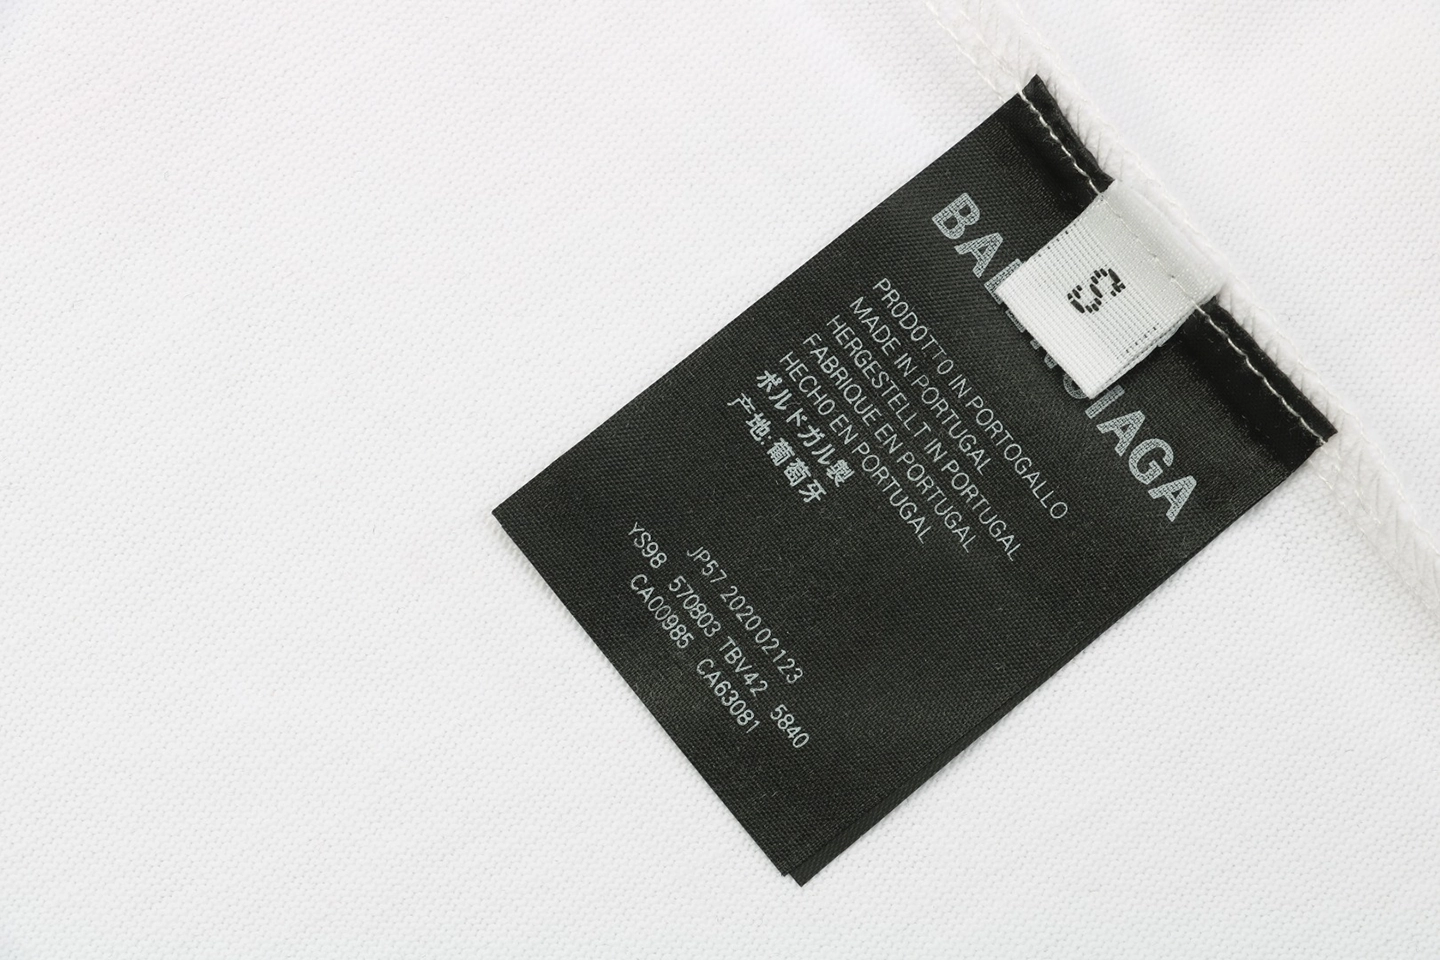 BALENCIAGA
S
PRODOTTO IN PORTOGALLO
MADE IN PORTUGAL
HERGESTELLT IN PORTUGAL
FABRIQUE EN PORTUGAL
HECHO EN PORTUGAL
ポルドガル製
产地:葡萄牙
JP57 2020 02123
YS98 570803 TBV42 5840
CA00985 CA63081